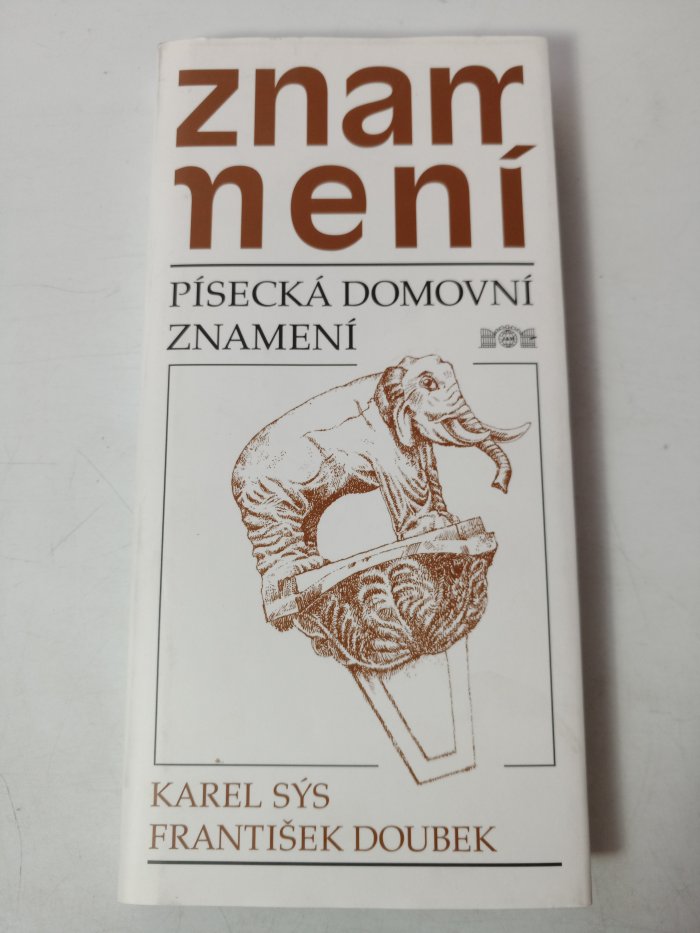 znam
mení
PÍSECKÁ DOMOVNÍ
ZNAMENÍ
KAREL SÝS
FRANTIŠEK DOUBEK